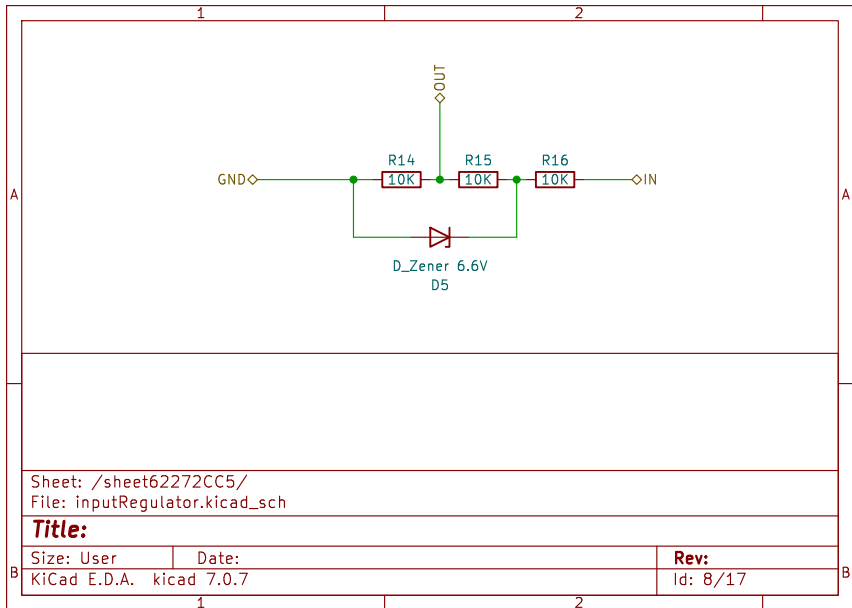 1 2
OUT
R14 R15 R16
GND 10K 10K 10K IN
A A
D_Zener 6.6V
D5
Sheet: /sheet62272CC5/
File: inputRegulator.kicad_sch
Title:
Size: User Date: Rev:
B B
KiCad E.D.A. kicad 7.0.7 Id: 8/17
1 2